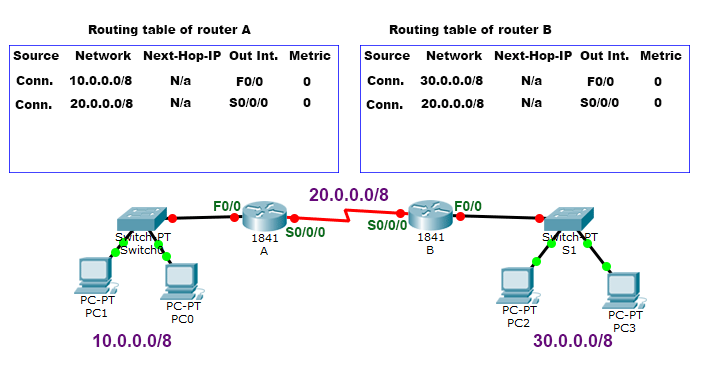 Routing table of router A
Source Network Next-Hop-IP Out Int. Metric
Conn. 10.0.0.0/8 N/a F0/0 0
Conn. 20.0.0.0/8 N/a S0/0/0 0
Routing table of router B
Source Network Next-Hop-IP Out Int. Metric
Conn. 30.0.0.0/8 N/a F0/0 0
Conn. 20.0.0.0/8 N/a S0/0/0 0
20.0.0.0/8
F0/0
F0/0
S0/0/0
S0/0/0
Switch-PT
Switch0
1841
A
1841
B
Switch-PT
S1
PC-PT
PC1
PC-PT
PC0
PC-PT
PC2
PC-PT
PC3
10.0.0.0/8
30.0.0.0/8